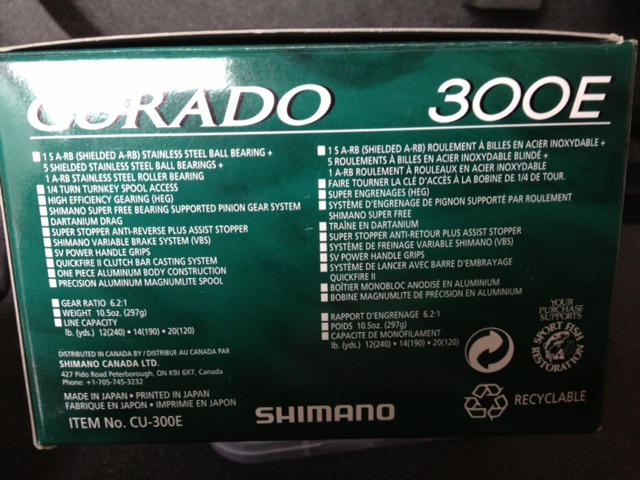 CURADO 300E
1 S A-RB (SHIELDED A-RB) STAINLESS STEEL BALL BEARING +
5 SHIELDED STAINLESS STEEL BALL BEARINGS +
1 A-RB STAINLESS STEEL ROLLER BEARING
1/4 TURN TURNKEY SPOOL ACCESS
HIGH EFFICIENCY GEARING (HEG)
SHIMANO SUPER FREE BEARING SUPPORTED PINION GEAR SYSTEM
DARTANIUM DRAG
SUPER STOPPER ANTI-REVERSE PLUS ASSIST STOPPER
SHIMANO VARIABLE BRAKE SYSTEM (VBS)
SV POWER HANDLE GRIPS
QUICKFIRE II CLUTCH BAR CASTING SYSTEM
ONE PIECE ALUMINUM BODY CONSTRUCTION
PRECISION ALUMINUM MAGNUMLITE SPOOL
GEAR RATIO 6.2:1
WEIGHT 10.5oz. (297g)
LINE CAPACITY
lb. (yds.) 12(240) • 14(190) • 20(120)
DISTRIBUTED IN CANADA BY / DISTRIBUE AU CANADA PAR
SHIMANO CANADA LTD.
427 Pido Road Peterborough, ON K9J 6X7, Canada
Phone: +1-705-745-3232
MADE IN JAPAN • PRINTED IN JAPAN
FABRIQUE EN JAPON • IMPRIMIE EN JAPON
ITEM No. CU-300E
1 S A-RB (SHIELDED A-RB) ROULEMENT À BILLES EN ACIER INOXYDABLE +
5 ROULEMENTS À BILLES EN ACIER INOXYDABLE BLINDÉ +
1 A-RB ROULEMENT À ROULEAUX EN ACIER INOXYDABLE
FAIRE TOURNER LA CLÉ D'ACCÈS À LA BOBINE DE 1/4 DE TOUR.
SUPER ENGRENAGES (HEG)
SYSTÈME D'ENGRENAGE DE PIGNON SUPPORTÉ PAR ROULEMENT
SHIMANO SUPER FREE
TRAÎNE EN DARTANIUM
SUPER STOPPER ANTI-RETOUR PLUS ASSIST STOPPER
SYSTÈME DE FREINAGE VARIABLE SHIMANO (VBS)
SV POWER HANDLE GRIPS
SYSTÈME DE LANCER AVEC BARRE D'EMBRAYAGE
QUICKFIRE II
BOÎTIER MONOBLOC ANODISÉ EN ALUMINIUM
BOBINE MAGNUMLITE DE PRÉCISION EN ALUMINIUM
RAPPORT D'ENGRENAGE 6.2:1
POIDS 10.5oz. (297g)
CAPACITE DE MONOFILAMENT
lb. (yds.) 12(240) • 14(190) • 20(120)
SHIMANO
YOUR
PURCHASE
SUPPORTS
SPORT FISH
RESTORATION
RECYCLABLE